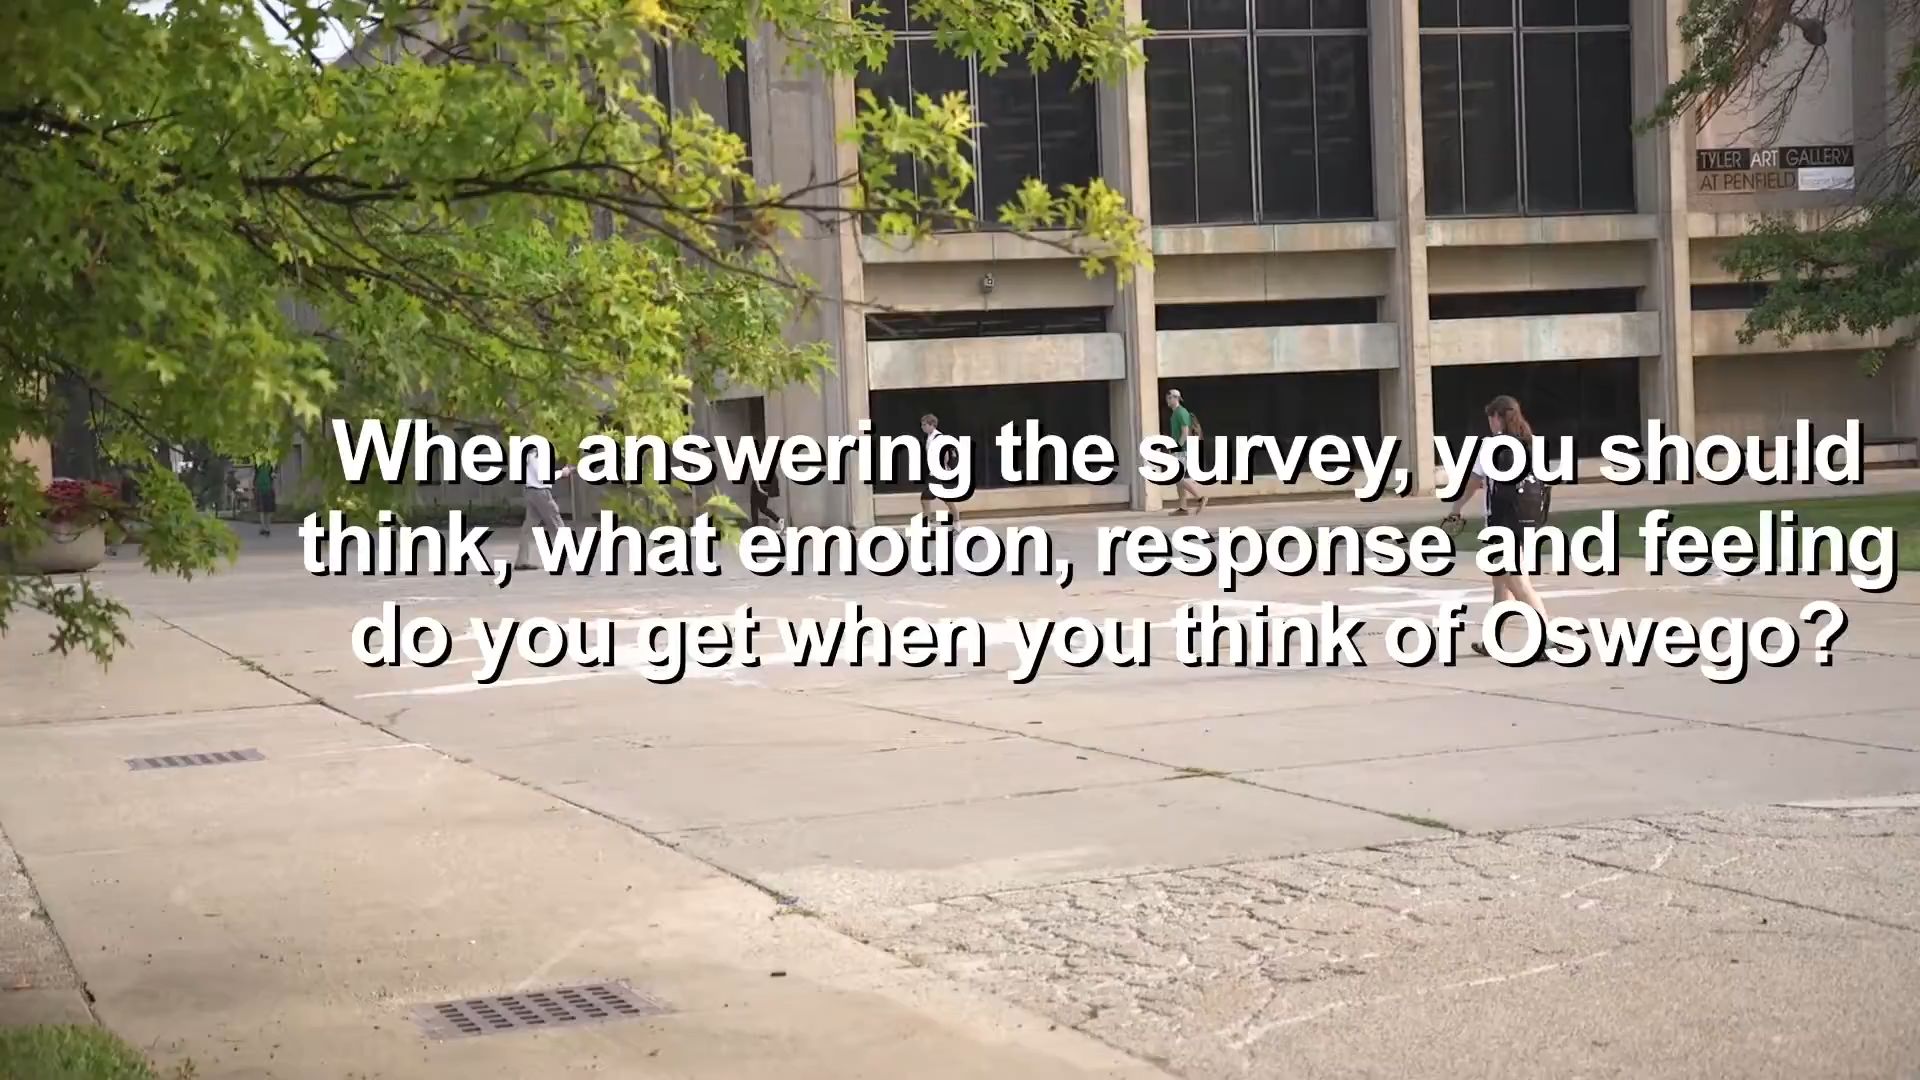 TYLER ART GALLERY
AT PENFIELD
When answering the survey, you should
think, what emotion, response and feeling
do you get when you think of Oswego?